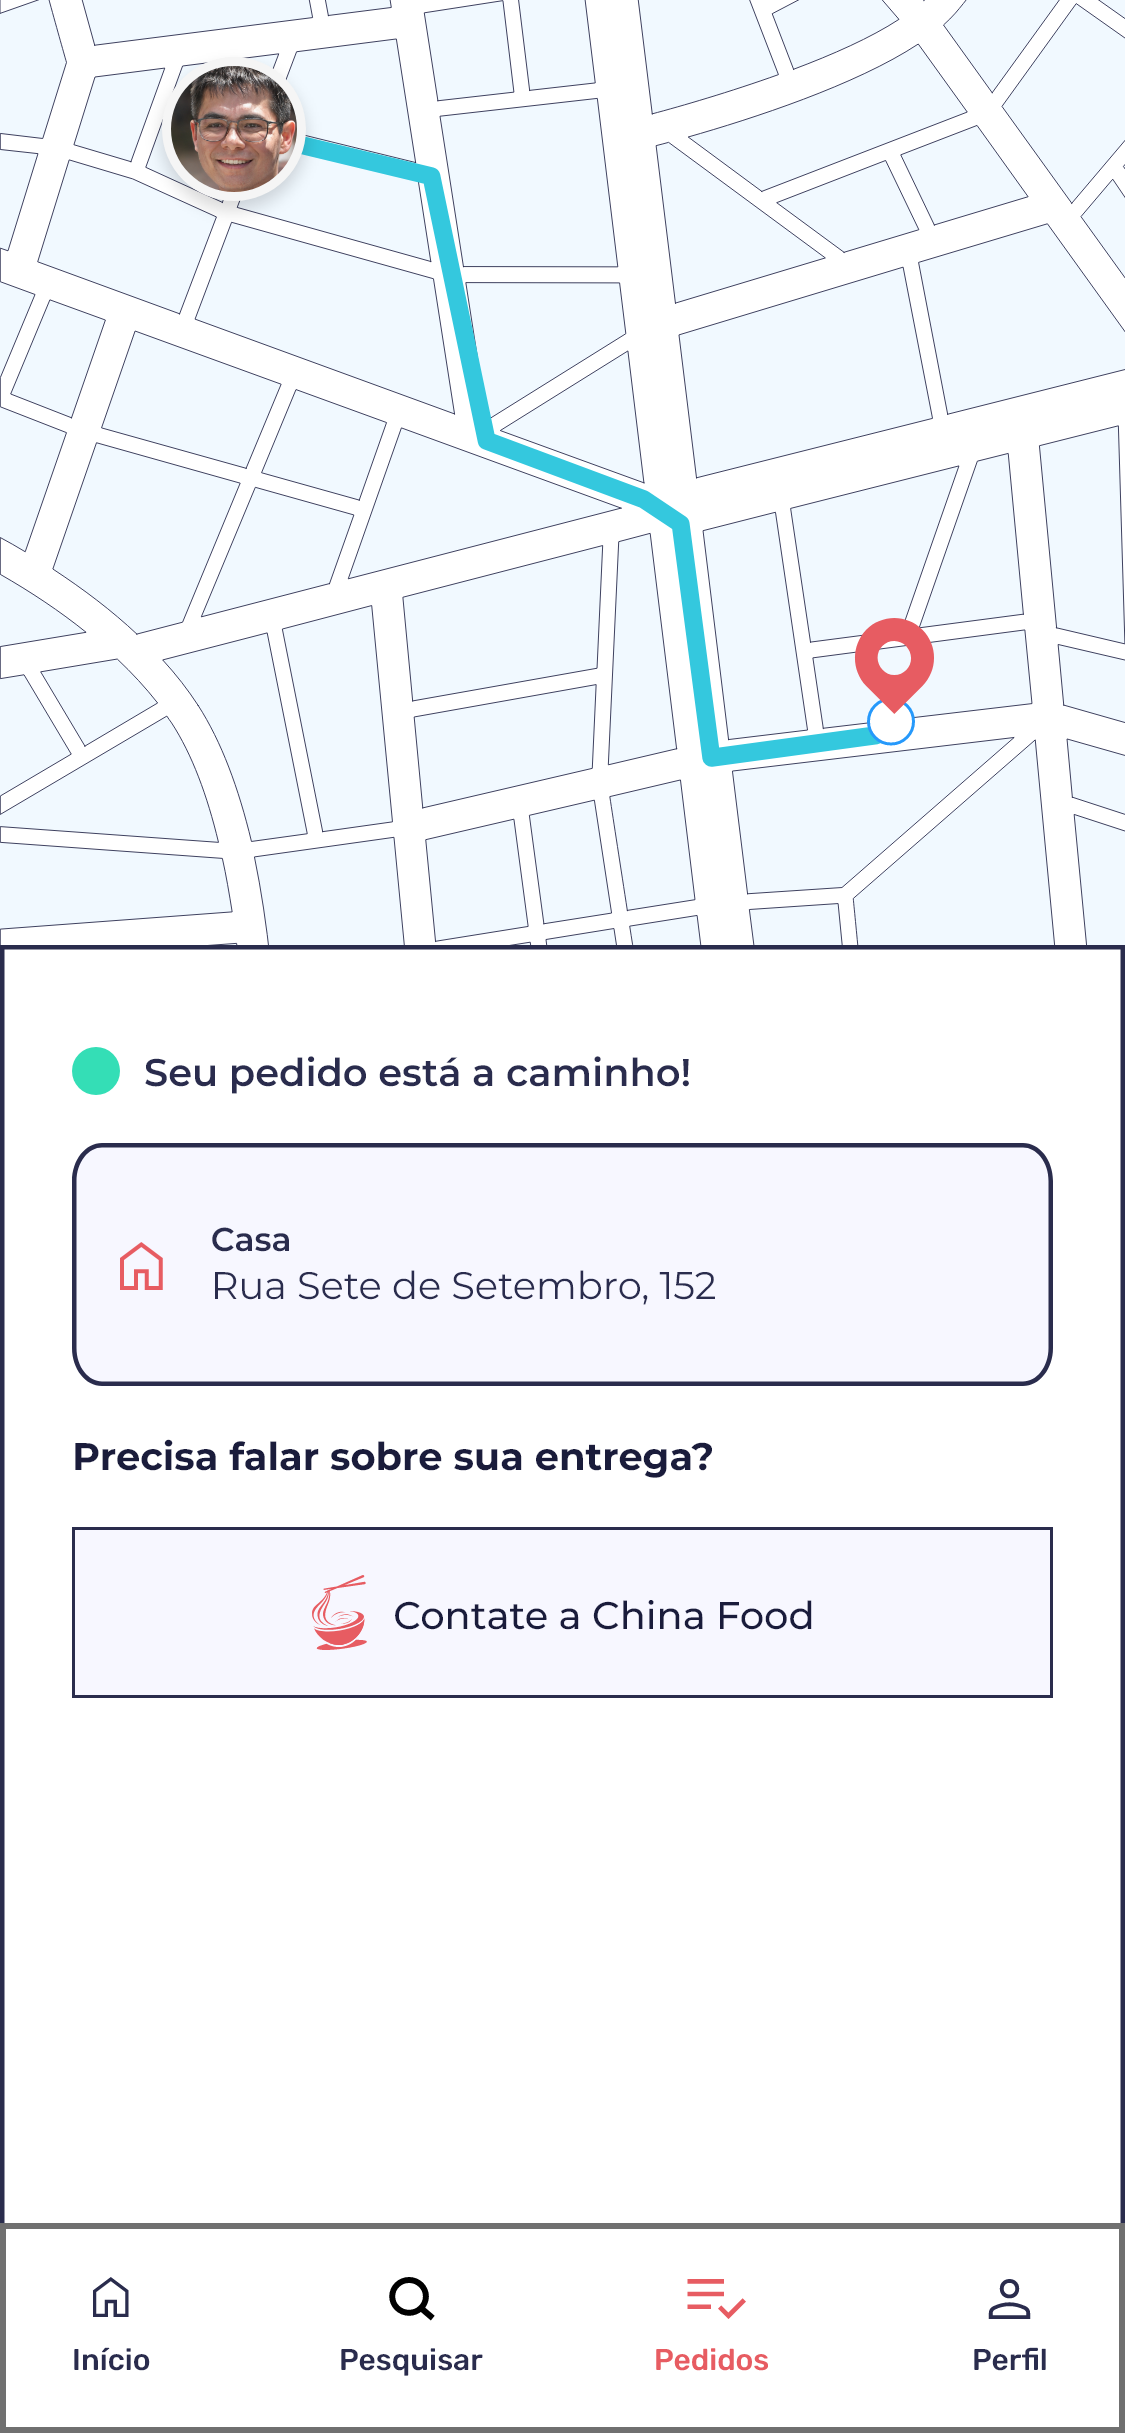 Seu pedido está a caminho!
Casa
Rua Sete de Setembro, 152
Precisa falar sobre sua entrega?
Contate a China Food
Início
Pesquisar
Pedidos
Perfil